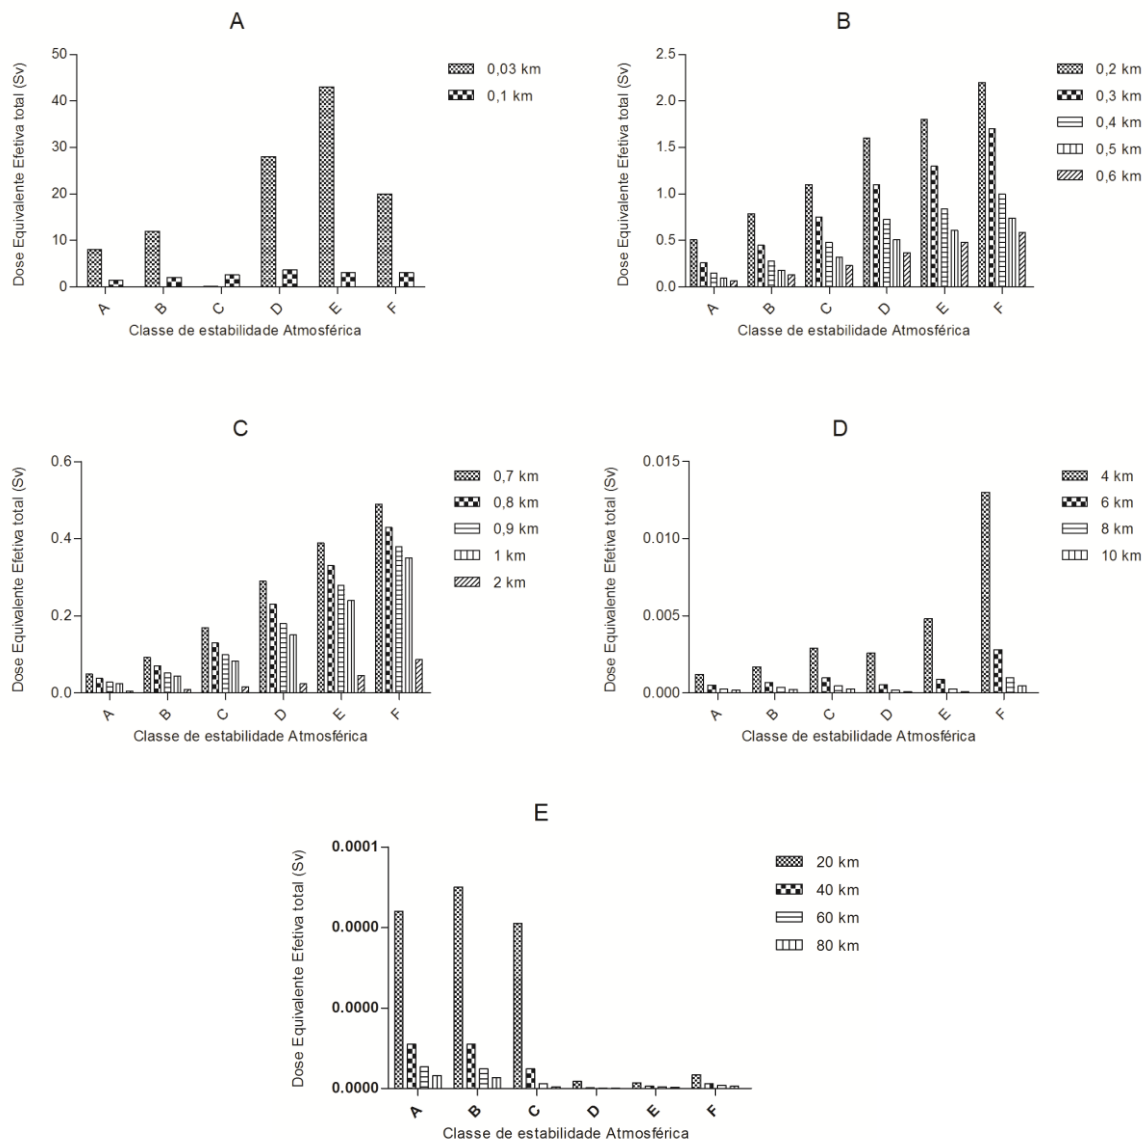 A
Dose Equivalente Efetiva total (Sv)
50
40
30
20
10
0
A
B
C
D
E
F
Classe de estabilidade Atmosférica
0,03 km
0,1 km
B
Dose Equivalente Efetiva total (Sv)
2.5
2.0
1.5
1.0
0.5
0.0
A
B
C
D
E
F
Classe de estabilidade Atmosférica
0,2 km
0,3 km
0,4 km
0,5 km
0,6 km
C
Dose Equivalente Efetiva total (Sv)
0.6
0.4
0.2
0.0
A
B
C
D
E
F
Classe de estabilidade Atmosférica
0,7 km
0,8 km
0,9 km
1 km
2 km
D
Dose Equivalente Efetiva total (Sv)
0.015
0.010
0.005
0.000
A
B
C
D
E
F
Classe de estabilidade Atmosférica
4 km
6 km
8 km
10 km
E
Dose Equivalente Efetiva total (Sv)
0.0001
0.0000
0.0000
0.0000
A
B
C
D
E
F
Classe de estabilidade Atmosférica
20 km
40 km
60 km
80 km